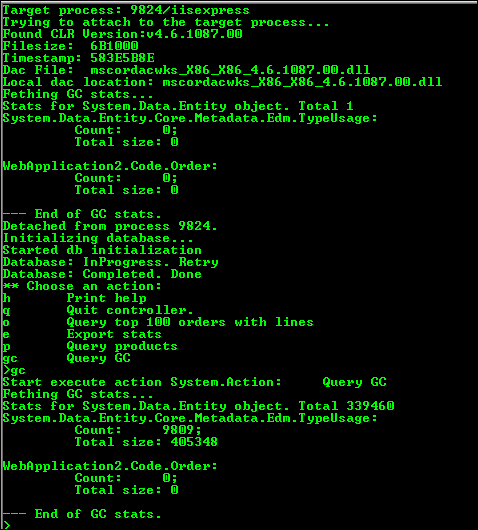 Target process: 9824/iisexpress
Trying to attach to the target process...
Found CLR Version:v4.6.1087.00
Filesize:  6B1000
Timestamp: 583E5B8E
Dac File:  mscordacwks_X86_X86_4.6.1087.00.dll
Local dac location: mscordacwks_X86_X86_4.6.1087.00.dll
Fething GC stats...
Stats for System.Data.Entity object. Total 1
System.Data.Entity.Core.Metadata.Edm.TypeUsage:
Count:     0;
Total size: 0
WebApplication2.Code.Order:
Count:     0;
Total size: 0
--- End of GC stats.
Detached from process 9824.
Initializing database...
Started db initialization
Database: InProgress. Retry
Database: Completed. Done
** Choose an action:
h       Print help
q       Quit controller.
o       Query top 100 orders with lines
e       Export stats
p       Query products
gc      Query GC
>gc
Start execute action System.Action:     Query GC
Fething GC stats...
Stats for System.Data.Entity object. Total 339460
System.Data.Entity.Core.Metadata.Edm.TypeUsage:
Count:     9809;
Total size: 405348
WebApplication2.Code.Order:
Count:     0;
Total size: 0
--- End of GC stats.
>